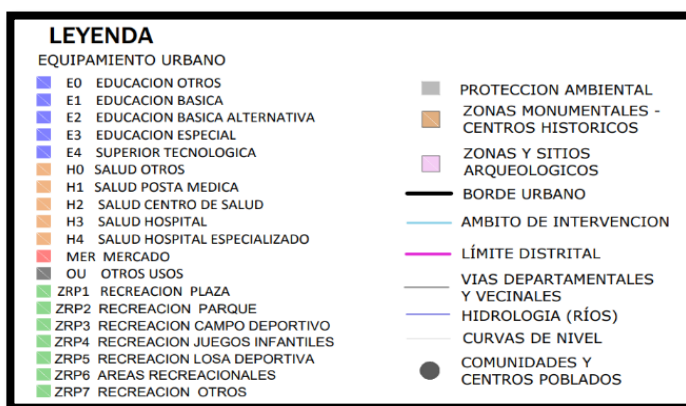 LEYENDA
EQUIPAMIENTO URBANO
E0 EDUCACION OTROS
E1 EDUCACION BASICA
E2 EDUCACION BASICA ALTERNATIVA
E3 EDUCACION ESPECIAL
E4 SUPERIOR TECNOLOGICA
H0 SALUD OTROS
H1 SALUD POSTA MEDICA
H2 SALUD CENTRO DE SALUD
H3 SALUD HOSPITAL
H4 SALUD HOSPITAL ESPECIALIZADO
MER MERCADO
OU OTROS USOS
ZRP1 RECREACION PLAZA
ZRP2 RECREACION PARQUE
ZRP3 RECREACION CAMPO DEPORTIVO
ZRP4 RECREACION JUEGOS INFANTILES
ZRP5 RECREACION LOSA DEPORTIVA
ZRP6 AREAS RECREACIONALES
ZRP7 RECREACION OTROS
PROTECCION AMBIENTAL
ZONAS MONUMENTALES -
CENTROS HISTORICOS
ZONAS Y SITIOS
ARQUEOLOGICOS
BORDE URBANO
AMBITO DE INTERVENCION
LÍMITE DISTRITAL
VIAS DEPARTAMENTALES
Y VECINALES
HIDROLOGIA (RÍOS)
CURVAS DE NIVEL
COMUNIDADES Y
CENTROS POBLADOS